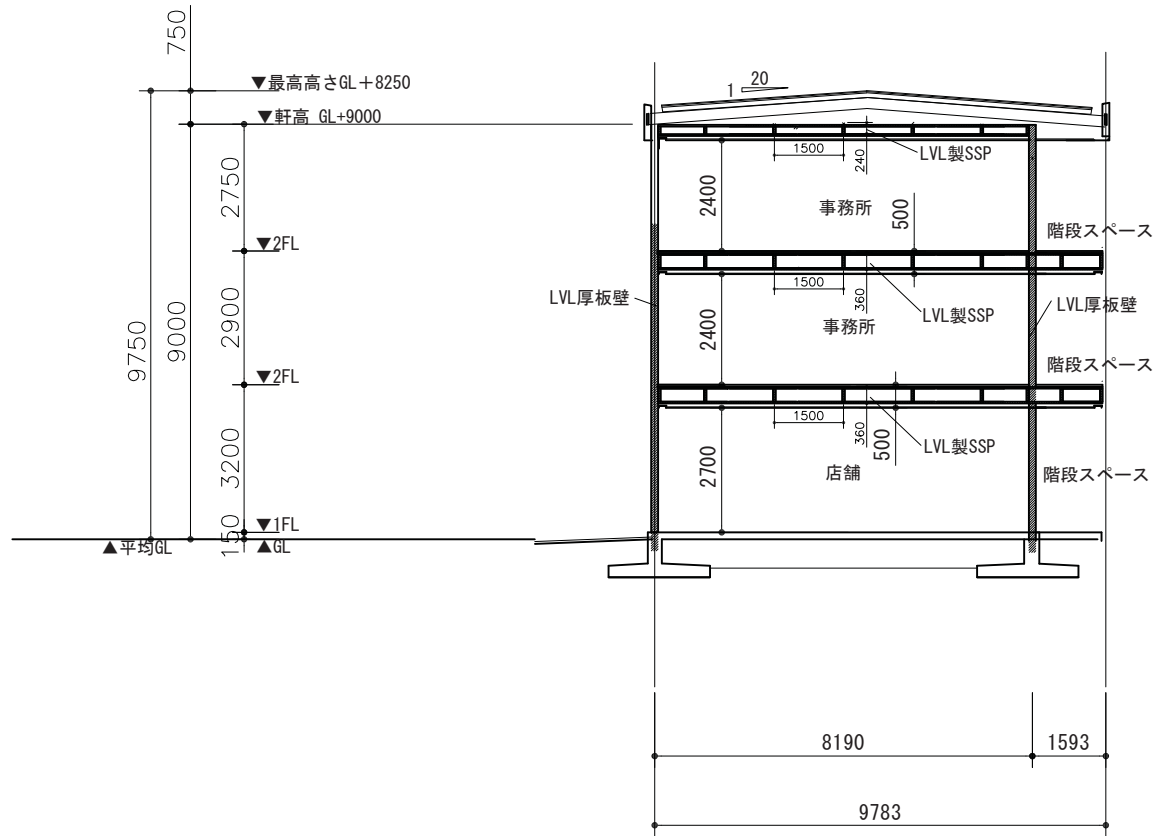 750
▼最高高さGL＋8250
▼軒高 GL+9000
1 20
1500
240
LVL製SSP
2750
2400
事務所
500
階段スペース
▼2FL
1500
360
LVL製SSP
LVL厚板壁
LVL厚板壁
9750
9000
2900
2400
事務所
階段スペース
▼2FL
1500
360
500
LVL製SSP
3200
2700
店舗
階段スペース
150
▼1FL
▲平均GL
▲GL
8190
1593
9783